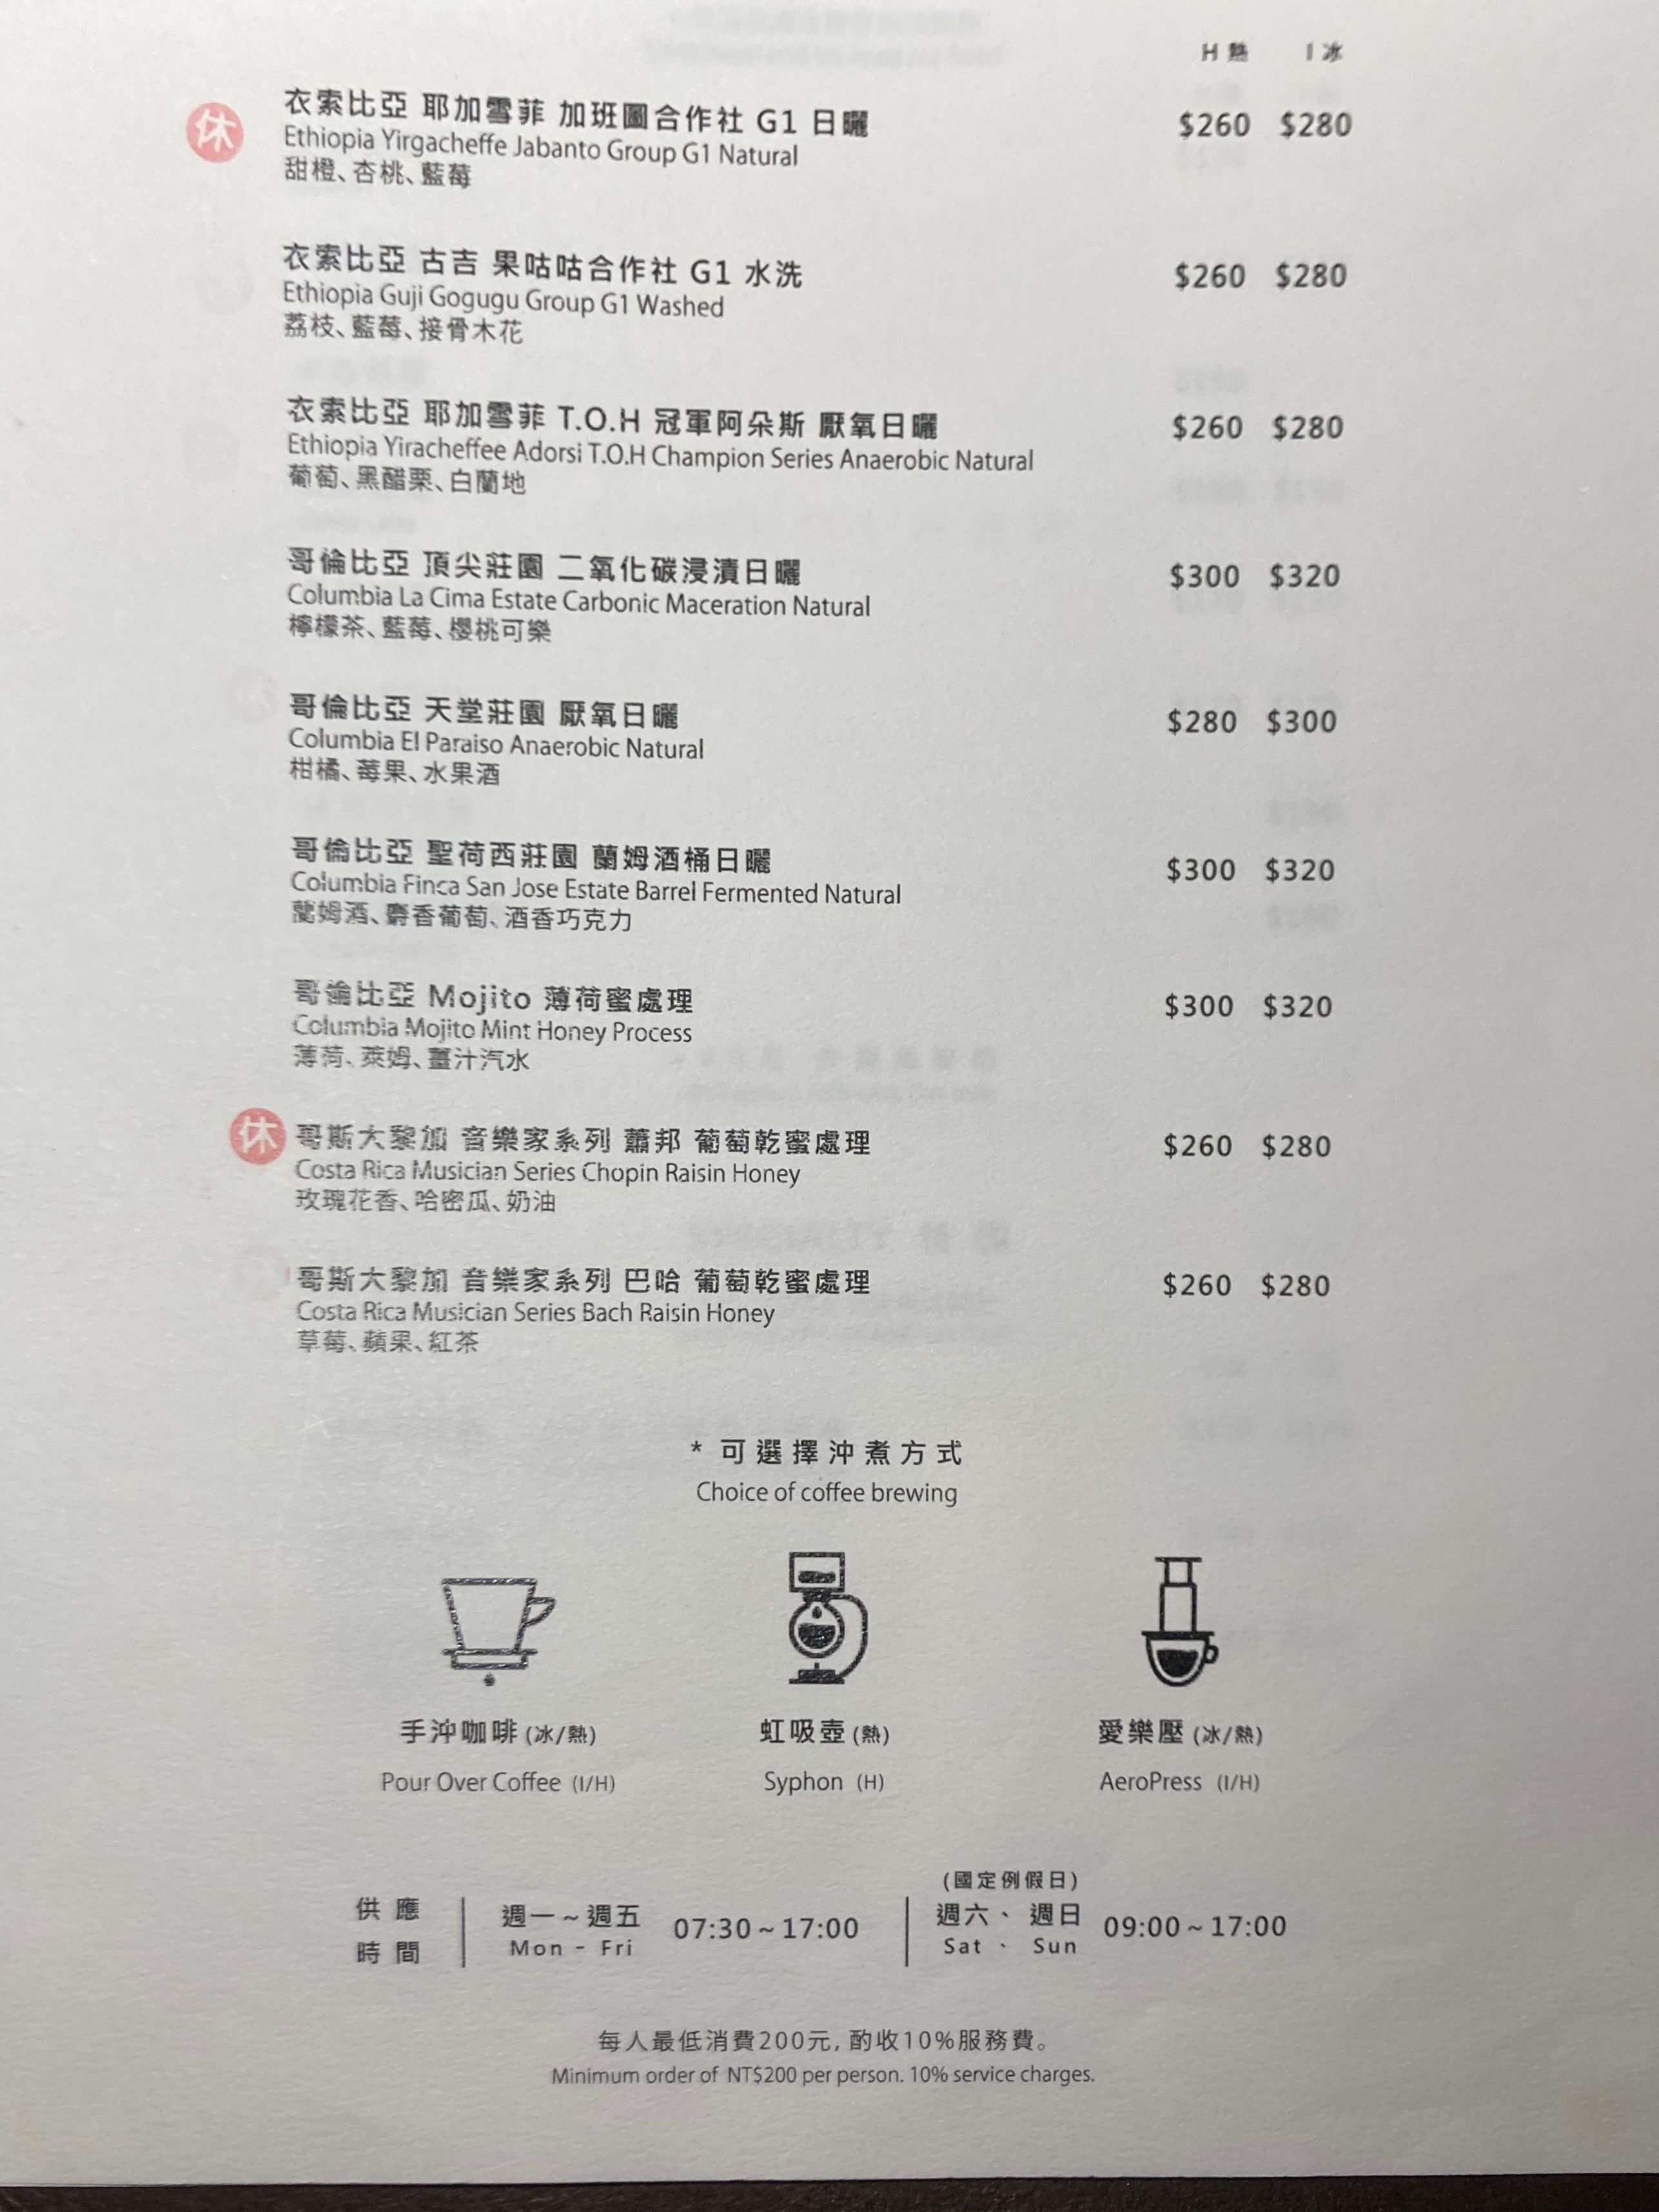 H 熱 I 冰
休
衣索比亞 耶加雪菲 加班圖合作社 G1 日曬 $260 $280
Ethiopia Yirgacheffe Jabanto Group G1 Natural
甜橙、杏桃、藍莓
衣索比亞 古吉 果咕咕合作社 G1 水洗 $260 $280
Ethiopia Guji Gogugu Group G1 Washed
荔枝、藍莓、接骨木花
衣索比亞 耶加雪菲 T.O.H 冠軍阿朵斯 厭氧日曬 $260 $280
Ethiopia Yiracheffee Adorsi T.O.H Champion Series Anaerobic Natural
葡萄、黑醋栗、白蘭地
哥倫比亞 頂尖莊園 二氧化碳浸漬日曬 $300 $320
Columbia La Cima Estate Carbonic Maceration Natural
檸檬茶、藍莓、櫻桃可樂
哥倫比亞 天堂莊園 厭氧日曬 $280 $300
Columbia El Paraiso Anaerobic Natural
柑橘、莓果、水果酒
哥倫比亞 聖荷西莊園 蘭姆酒桶日曬 $300 $320
Columbia Finca San Jose Estate Barrel Fermented Natural
蘭姆酒、麝香葡萄、酒香巧克力
哥倫比亞 Mojito 薄荷蜜處理 $300 $320
Columbia Mojito Mint Honey Process
薄荷、萊姆、薑汁汽水
休
哥斯大黎加 音樂家系列 蕭邦 葡萄乾蜜處理 $260 $280
Costa Rica Musician Series Chopin Raisin Honey
玫瑰花香、哈密瓜、奶油
哥斯大黎加 音樂家系列 巴哈 葡萄乾蜜處理 $260 $280
Costa Rica Musician Series Bach Raisin Honey
草莓、蘋果、紅茶
* 可選擇沖煮方式
Choice of coffee brewing
手沖咖啡 (冰/熱) 虹吸壺 (熱) 愛樂壓 (冰/熱)
Pour Over Coffee (I/H) Syphon (H) AeroPress (I/H)
(國定例假日)
供應 週一～週五 07:30～17:00 週六、週日 09:00～17:00
時間 Mon - Fri Sat、Sun
每人最低消費200元，酌收10%服務費。
Minimum order of NT$200 per person. 10% service charges.